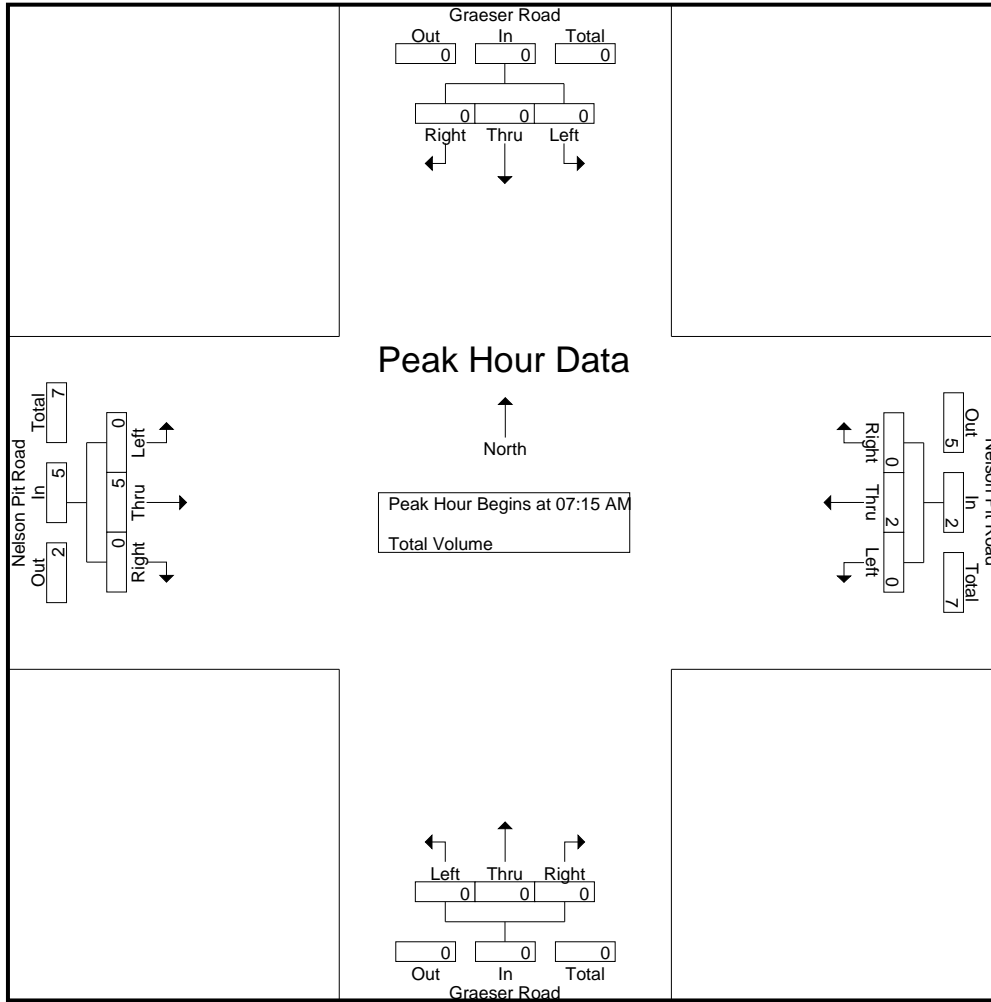 Graeser Road
Out In Total
0 0 0
0 0 0
Right Thru Left
Peak Hour Data
North
Peak Hour Begins at 07:15 AM
Total Volume
Nelson Pit Road
Out In Total
2 5 7
Left Thru Right
0 5 0
Nelson Pit Road
Out In Total
5 2 7
Right Thru Left
0 2 0
Left Thru Right
0 0 0
0 0 0
Out In Total
Graeser Road